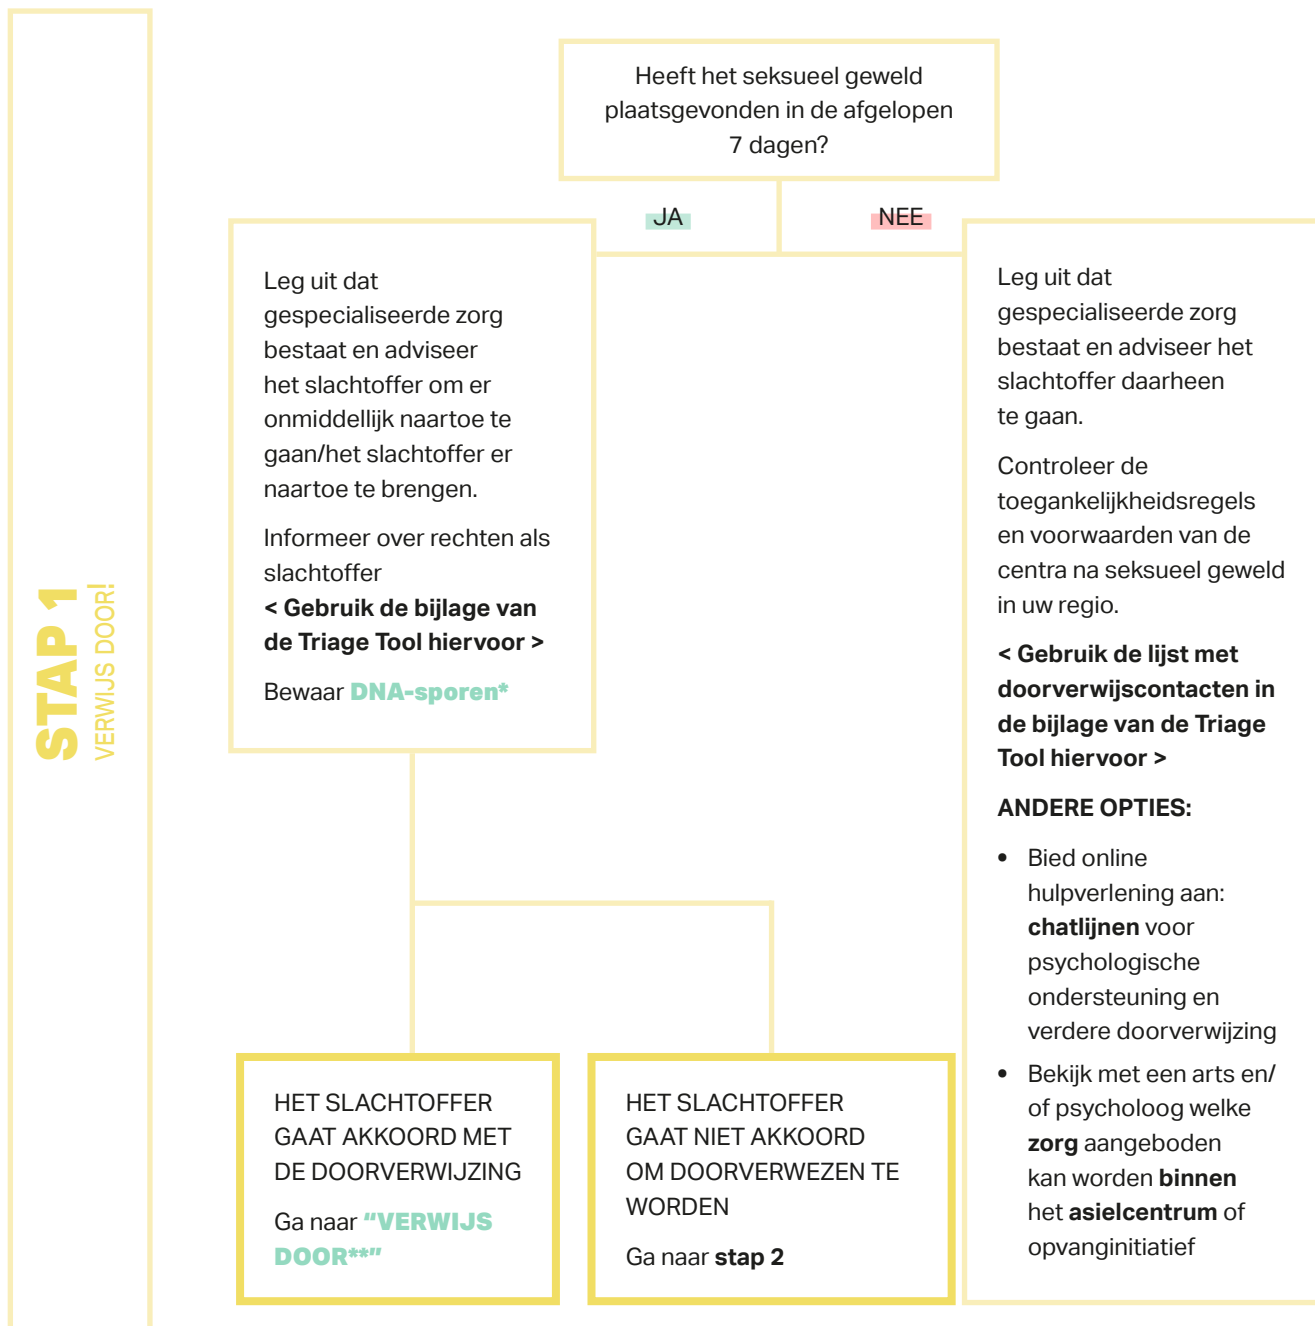 STAP 1
VERWIJS DOOR!
Heeft het seksueel geweld
plaatsgevonden in de afgelopen
7 dagen?
JA
NEE
Leg uit dat
gespecialiseerde zorg
bestaat en adviseer
het slachtoffer om er
onmiddellijk naartoe te
gaan/het slachtoffer er
naartoe te brengen.
Informeer over rechten als
slachtoffer
< Gebruik de bijlage van
de Triage Tool hiervoor >
Bewaar DNA-sporen*
Leg uit dat
gespecialiseerde zorg
bestaat en adviseer het
slachtoffer daarheen
te gaan.
Controleer de
toegankelijkheidsregels
en voorwaarden van de
centra na seksueel geweld
in uw regio.
< Gebruik de lijst met
doorverwijscontacten in
de bijlage van de Triage
Tool hiervoor >
ANDERE OPTIES:
• Bied online
hulpverlening aan:
chatlijnen voor
psychologische
ondersteuning en
verdere doorverwijzing
• Bekijk met een arts en/
of psycholoog welke
zorg aangeboden
kan worden binnen
het asielcentrum of
opvanginitiatief
HET SLACHTOFFER
GAAT AKKOORD MET
DE DOORVERWIJZING
Ga naar “VERWIJS
DOOR**”
HET SLACHTOFFER
GAAT NIET AKKOORD
OM DOORVERWEZEN TE
WORDEN
Ga naar stap 2